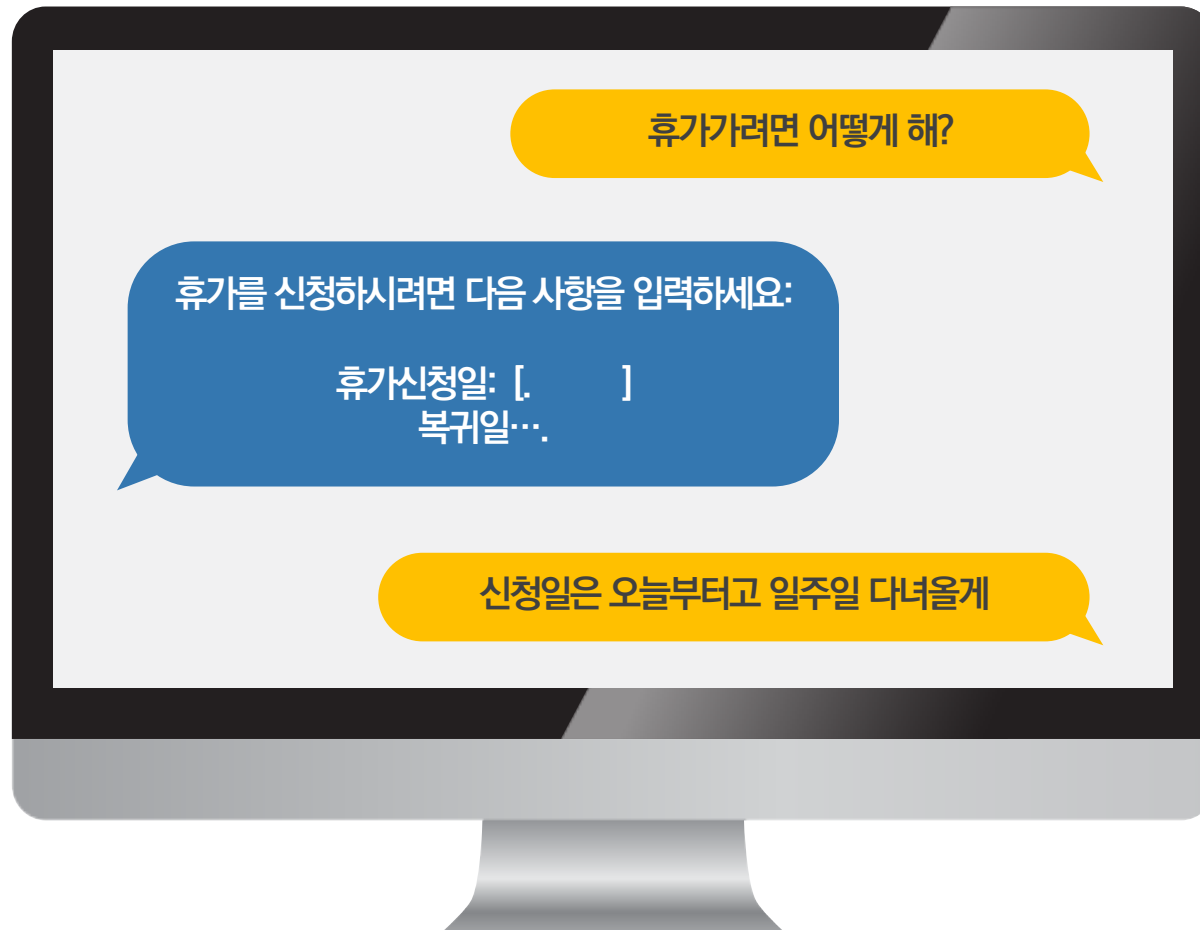 휴가가려면 어떻게 해?
휴가를 신청하시려면 다음 사항을 입력하세요:
휴가신청일: [. ]
복귀일….
신청일은 오늘부터고 일주일 다녀올게